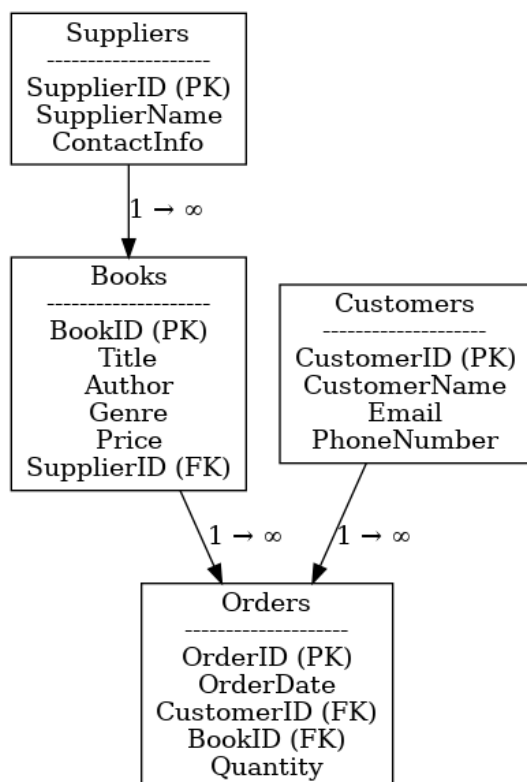 Suppliers
--------------------
SupplierID (PK)
SupplierName
ContactInfo
1 → ∞
Books
--------------------
BookID (PK)
Title
Author
Genre
Price
SupplierID (FK)
Customers
--------------------
CustomerID (PK)
CustomerName
Email
PhoneNumber
1 → ∞
1 → ∞
Orders
--------------------
OrderID (PK)
OrderDate
CustomerID (FK)
BookID (FK)
Quantity